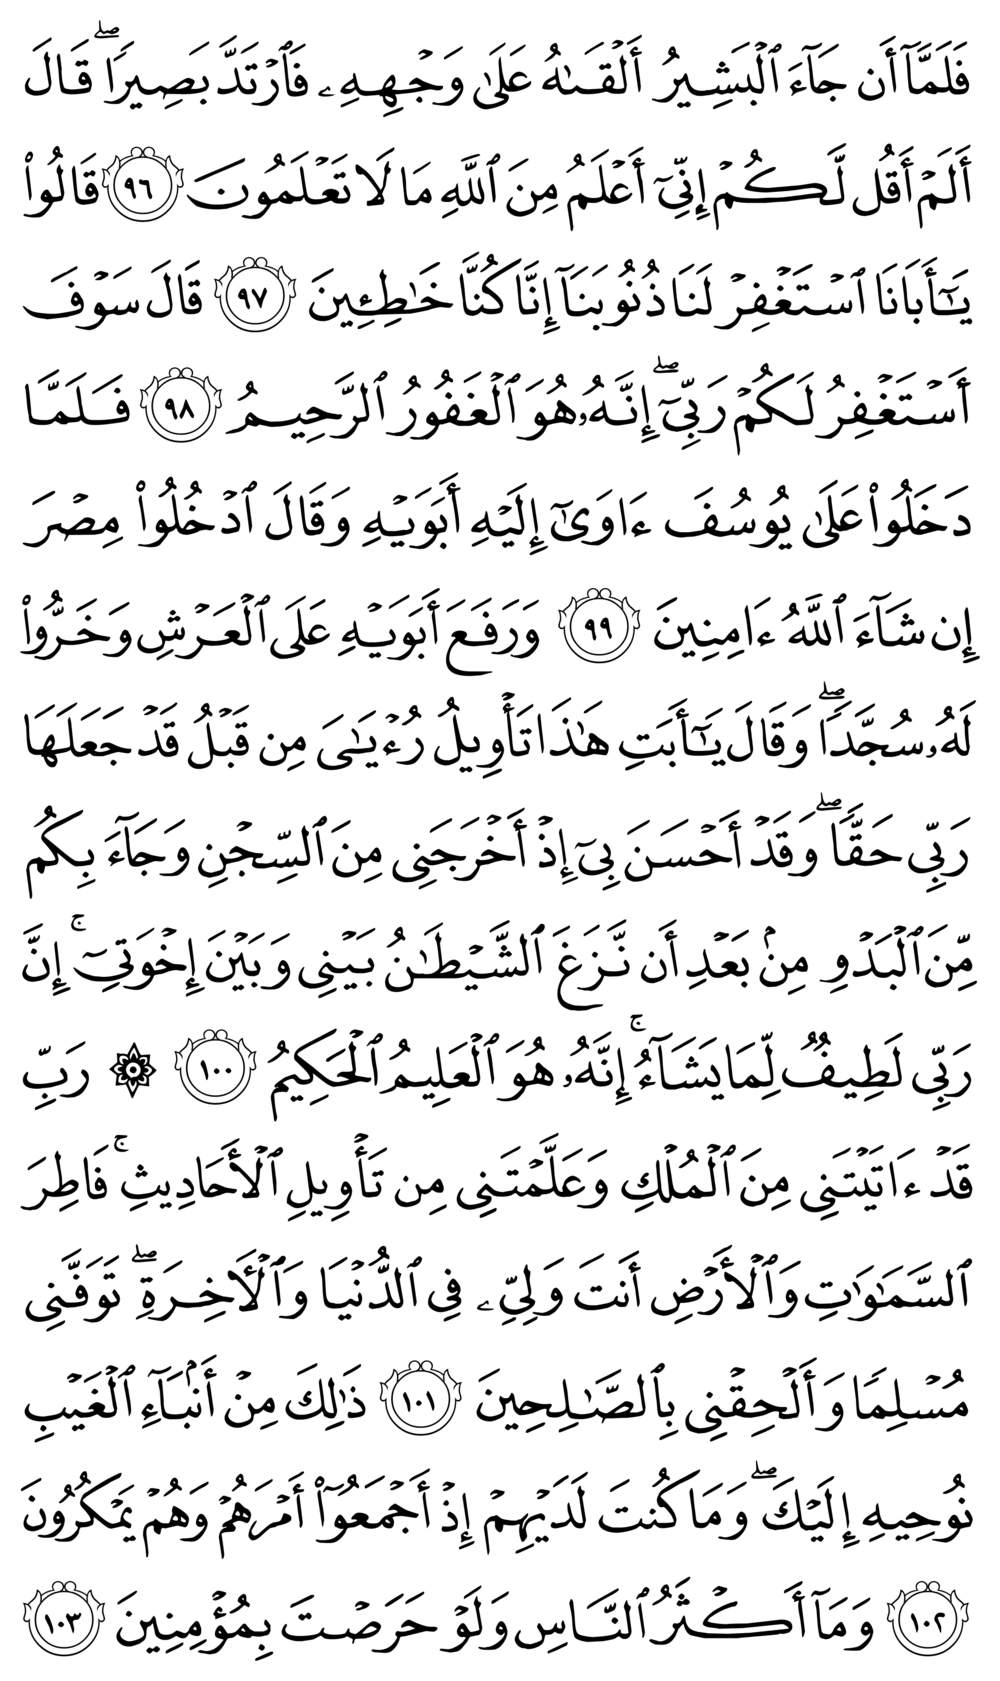 فَلَمَّآ أَن جَآءَ ٱلْبَشِيرُ أَلْقَىٰهُ عَلَىٰ وَجْهِهِۦ فَٱرْتَدَّ بَصِيرًا ۖ قَالَ
أَلَمْ أَقُل لَّكُمْ إِنِّىٓ أَعْلَمُ مِنَ ٱللَّهِ مَا لَا تَعْلَمُونَ ٩٦ قَالُوا۟
يَـٰٓأَبَانَا ٱسْتَغْفِرْ لَنَا ذُنُوبَنَآ إِنَّا كُنَّا خَـٰطِـِٔينَ ٩٧ قَالَ سَوْفَ
أَسْتَغْفِرُ لَكُمْ رَبِّىٓ ۖ إِنَّهُۥ هُوَ ٱلْغَفُورُ ٱلرَّحِيمُ ٩٨ فَلَمَّا
دَخَلُوا۟ عَلَىٰ يُوسُفَ ءَاوَىٰٓ إِلَيْهِ أَبَوَيْهِ وَقَالَ ٱدْخُلُوا۟ مِصْرَ
إِن شَآءَ ٱللَّهُ ءَامِنِينَ ٩٩ وَرَفَعَ أَبَوَيْهِ عَلَى ٱلْعَرْشِ وَخَرُّوا۟
لَهُۥ سُجَّدًا ۖ وَقَالَ يَـٰٓأَبَتِ هَـٰذَا تَأْوِيلُ رُءْيَـٰىَ مِن قَبْلُ قَدْ جَعَلَهَا
رَبِّى حَقًّا ۖ وَقَدْ أَحْسَنَ بِىٓ إِذْ أَخْرَجَنِى مِنَ ٱلسِّجْنِ وَجَآءَ بِكُم
مِّنَ ٱلْبَدْوِ مِنۢ بَعْدِ أَن نَّزَغَ ٱلشَّيْطَـٰنُ بَيْنِى وَبَيْنَ إِخْوَتِىٓ ۚ إِنَّ
رَبِّى لَطِيفٌ لِّمَا يَشَآءُ ۚ إِنَّهُۥ هُوَ ٱلْعَلِيمُ ٱلْحَكِيمُ ١٠٠ ۞ رَبِّ
قَدْ ءَاتَيْتَنِى مِنَ ٱلْمُلْكِ وَعَلَّمْتَنِى مِن تَأْوِيلِ ٱلْأَحَادِيثِ ۚ فَاطِرَ
ٱلسَّمَـٰوَٰتِ وَٱلْأَرْضِ أَنتَ وَلِىِّۦ فِى ٱلدُّنْيَا وَٱلْـَٔاخِرَةِ ۖ تَوَفَّنِى
مُسْلِمًا وَأَلْحِقْنِى بِٱلصَّـٰلِحِينَ ١٠١ ذَٰلِكَ مِنْ أَنۢبَآءِ ٱلْغَيْبِ
نُوحِيهِ إِلَيْكَ ۖ وَمَا كُنتَ لَدَيْهِمْ إِذْ أَجْمَعُوٓا۟ أَمْرَهُمْ وَهُمْ يَمْكُرُونَ
١٠٢ وَمَآ أَكْثَرُ ٱلنَّاسِ وَلَوْ حَرَصْتَ بِمُؤْمِنِينَ ١٠٣